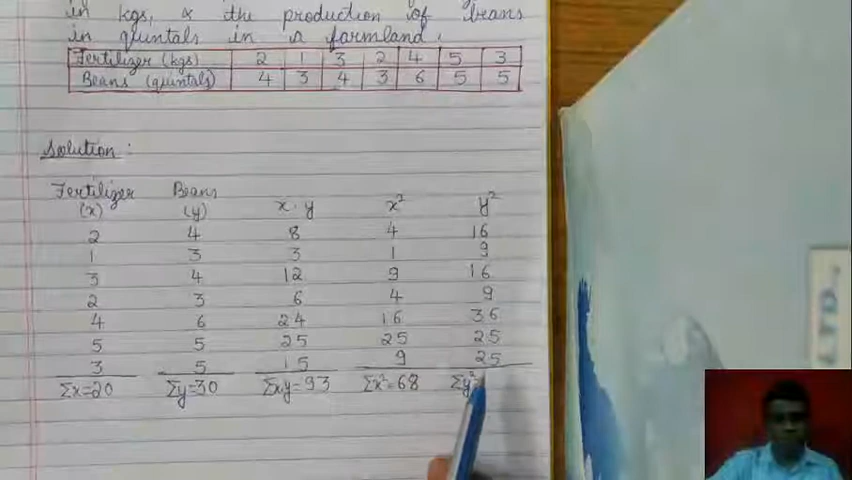 in kgs, & the production of beans
in quintals in a farmland.
Fertilizer (kgs) 2 1 3 2 4 5 3
Beans (quintals) 4 3 4 3 6 5 5
Solution :
Fertilizer Beans
(x) (y) x·y x² y²
2 4 8 4 16
1 3 3 1 9
3 4 12 9 16
2 3 6 4 9
4 6 24 16 36
5 5 25 25 25
3 5 15 9 25
Σx=20 Σy=30 Σxy=93 Σx²=68 Σy²=
LTD.